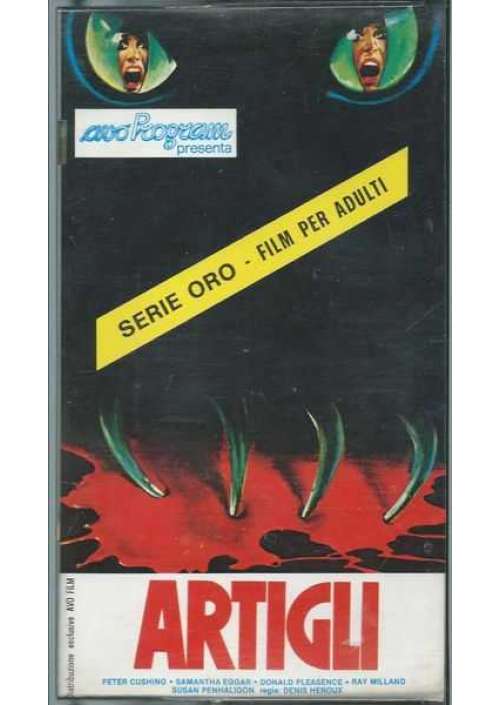 avo Program
presenta
SERIE ORO - FILM PER ADULTI
ARTIGLI
PETER CUSHING • SAMANTHA EGGAR • DONALD PLEASENCE • RAY MILLAND
SUSAN PENHALIGON regia: DENIS HEROUX
distribuzione esclusiva AVO FILM